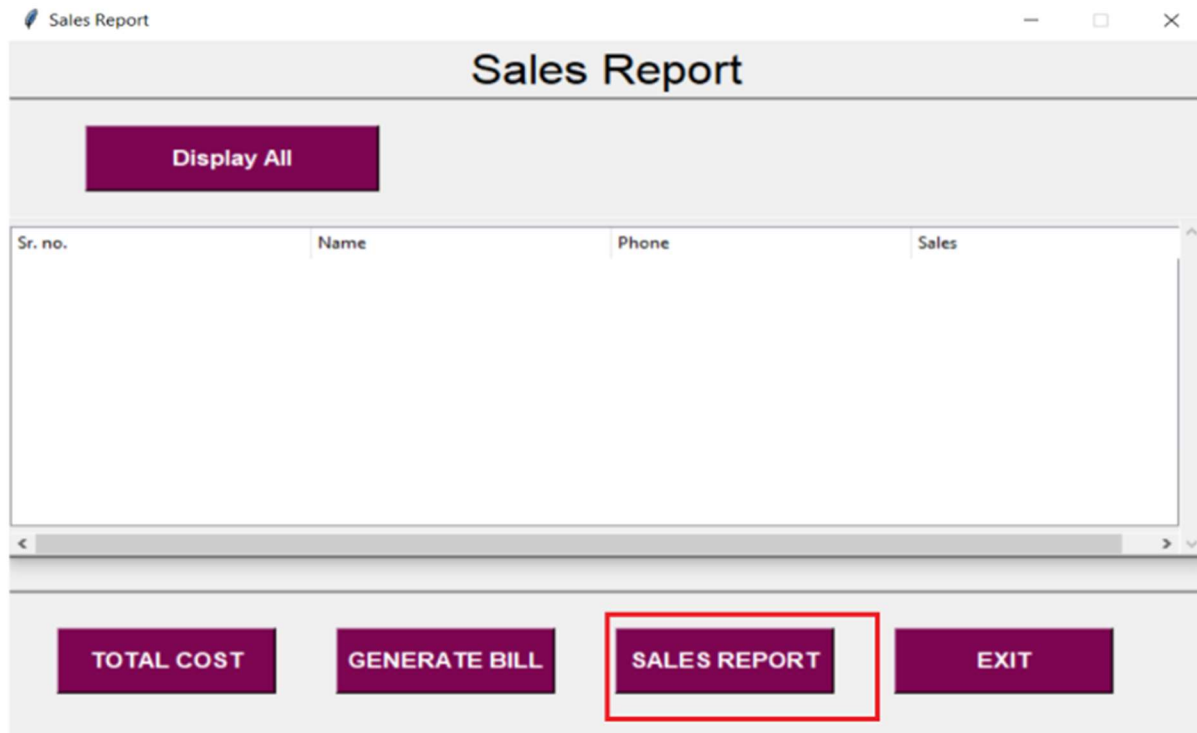 Sales Report
Sales Report
Display All
Sr. no. Name Phone Sales
TOTAL COST GENERATE BILL SALES REPORT EXIT